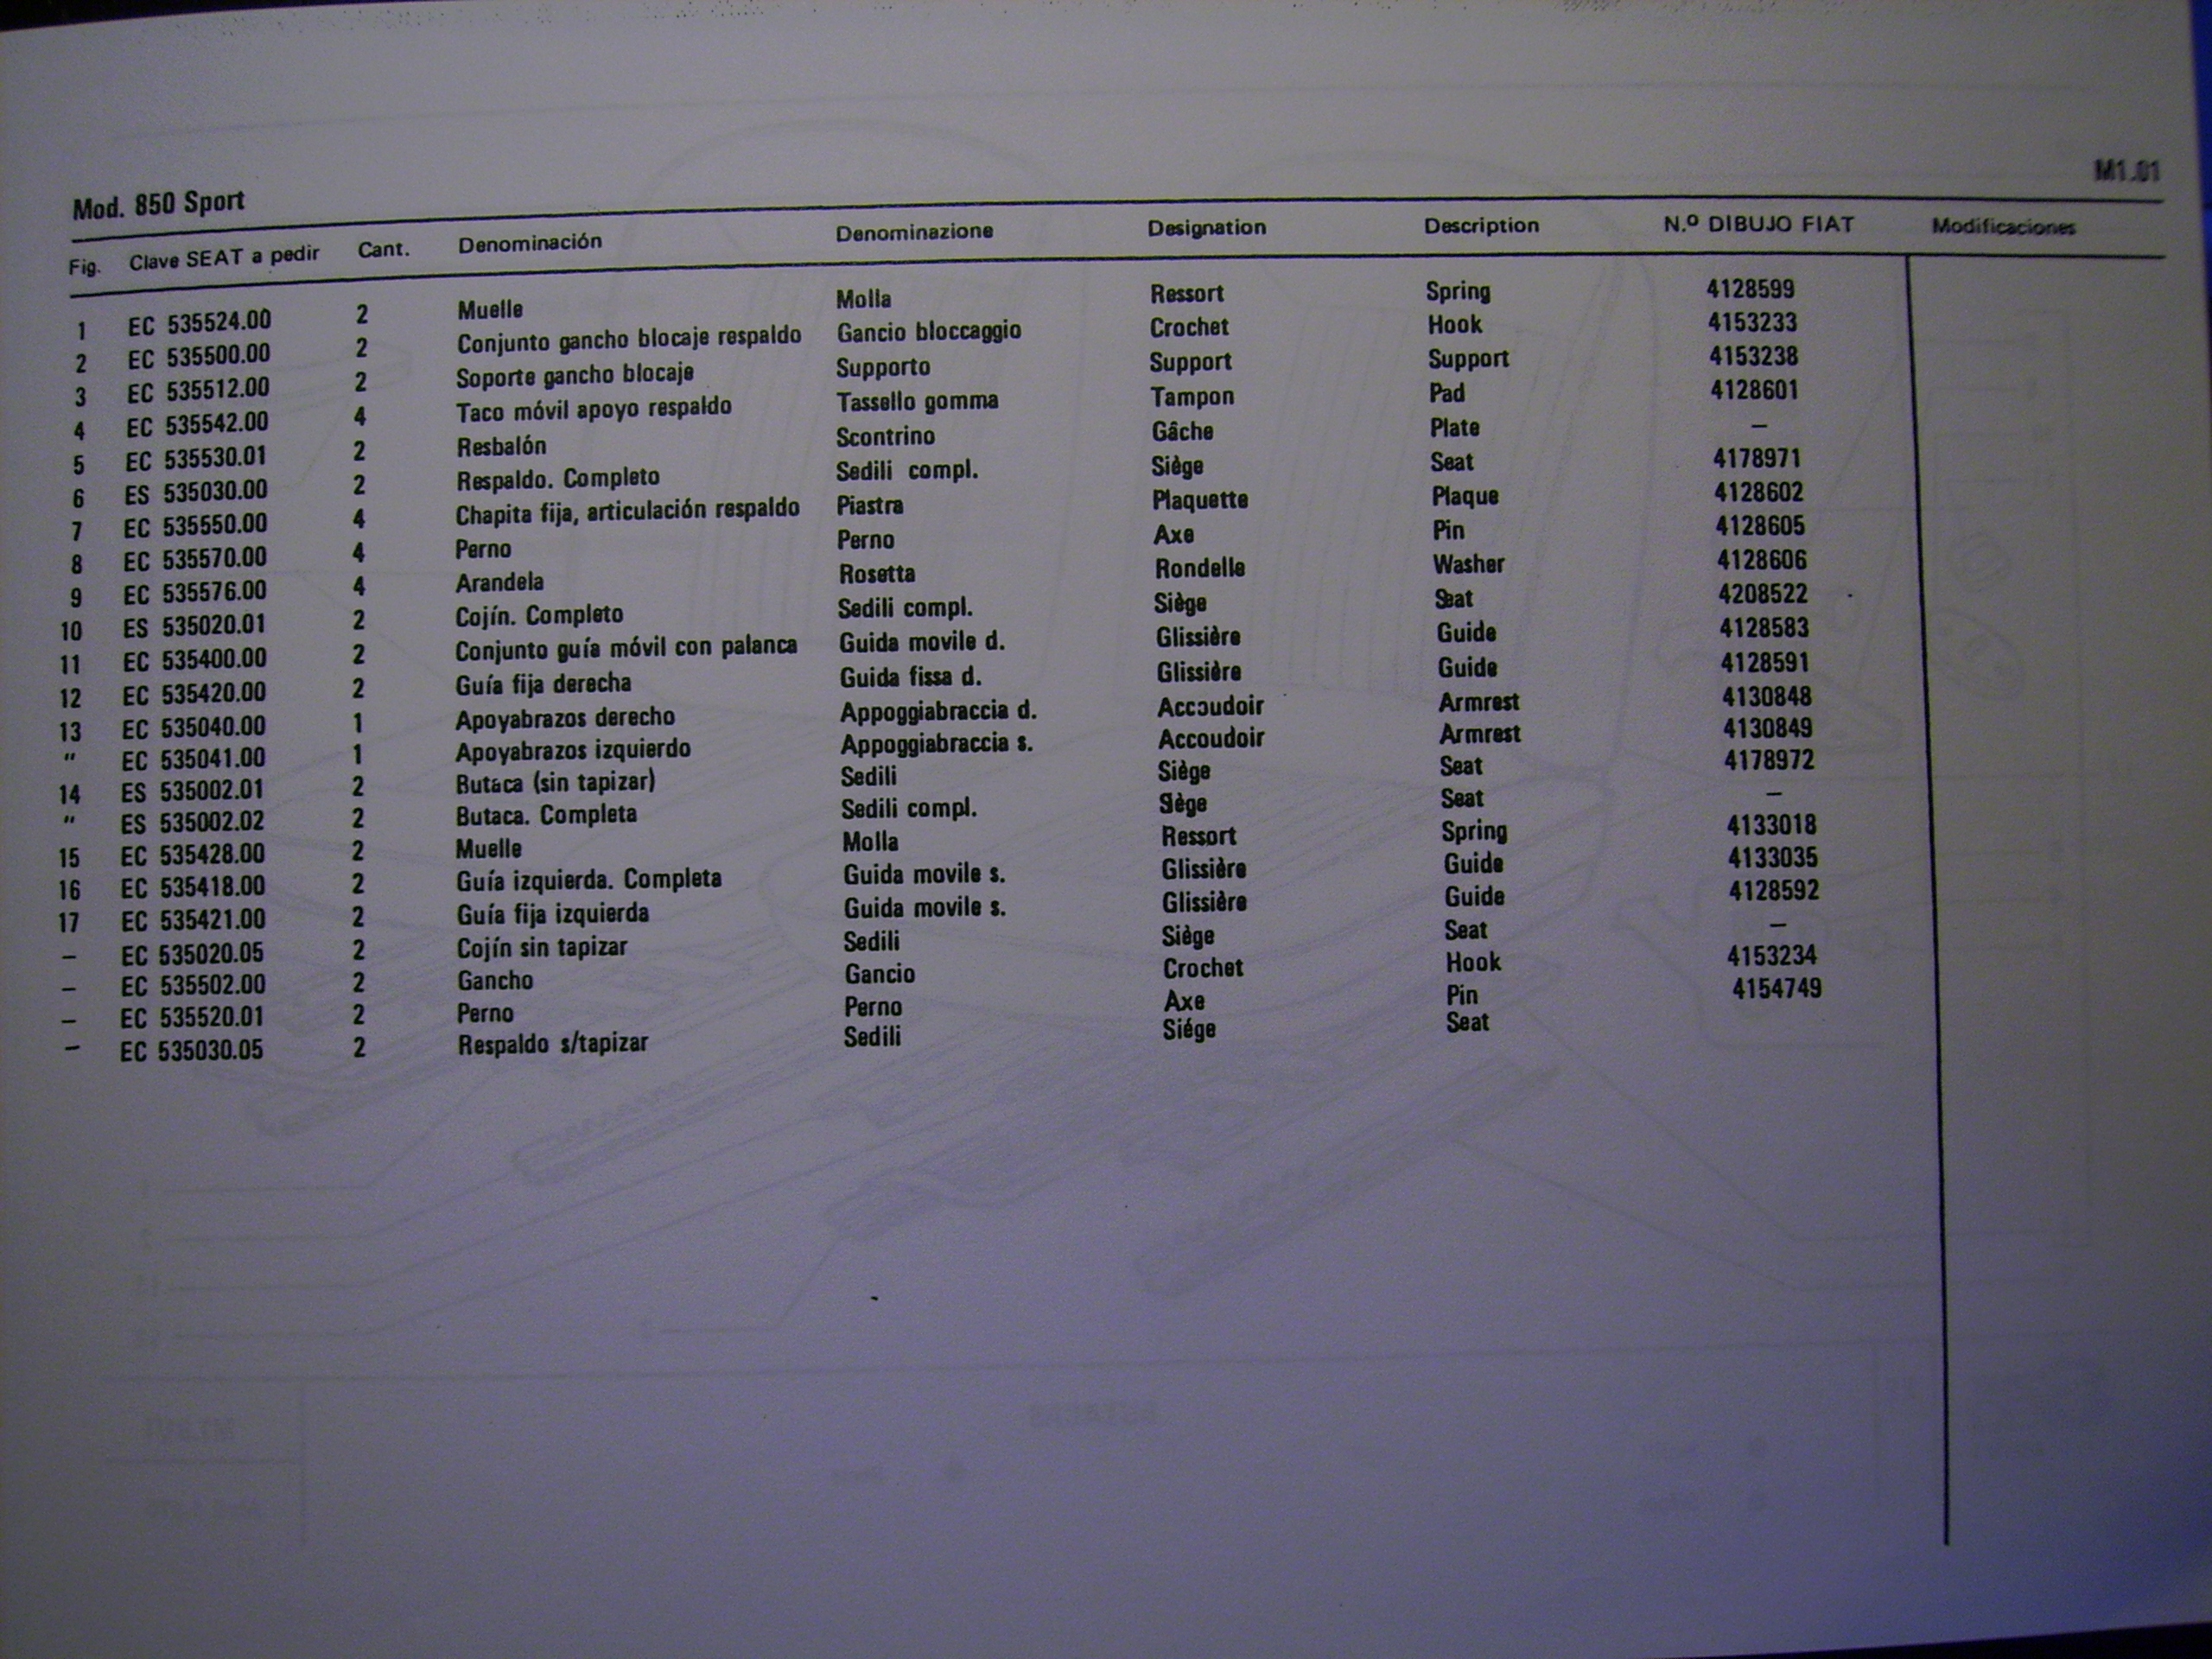 M1.01
Mod. 850 Sport
Fig. Clave SEAT a pedir Cant. Denominación Denominazione Designation Description N.º DIBUJO FIAT Modificaciones
1 EC 535524.00 2 Muelle Molla Ressort Spring 4128599
2 EC 535500.00 2 Conjunto gancho blocaje respaldo Gancio bloccaggio Crochet Hook 4153233
3 EC 535512.00 2 Soporte gancho blocaje Supporto Support Support 4153238
4 EC 535542.00 4 Taco móvil apoyo respaldo Tassello gomma Tampon Pad 4128601
5 EC 535530.01 2 Resbalón Scontrino Gâche Plate –
6 ES 535030.00 2 Respaldo. Completo Sedili compl. Siège Seat 4178971
7 EC 535550.00 4 Chapita fija, articulación respaldo Piastra Plaquette Plaque 4128602
8 EC 535570.00 4 Perno Perno Axe Pin 4128605
9 EC 535576.00 4 Arandela Rosetta Rondelle Washer 4128606
10 ES 535020.01 2 Cojín. Completo Sedili compl. Siège Seat 4208522
11 EC 535400.00 2 Conjunto guía móvil con palanca Guida movile d. Glissière Guide 4128583
12 EC 535420.00 2 Guía fija derecha Guida fissa d. Glissière Guide 4128591
13 EC 535040.00 1 Apoyabrazos derecho Appoggiabraccia d. Accoudoir Armrest 4130848
" EC 535041.00 1 Apoyabrazos izquierdo Appoggiabraccia s. Accoudoir Armrest 4130849
14 ES 535002.01 2 Butaca (sin tapizar) Sedili Siège Seat 4178972
" ES 535002.02 2 Butaca. Completa Sedili compl. Siège Seat –
15 EC 535428.00 2 Muelle Molla Ressort Spring 4133018
16 EC 535418.00 2 Guía izquierda. Completa Guida movile s. Glissière Guide 4133035
17 EC 535421.00 2 Guía fija izquierda Guida movile s. Glissière Guide 4128592
– EC 535020.05 2 Cojín sin tapizar Sedili Siège Seat –
– EC 535502.00 2 Gancho Gancio Crochet Hook 4153234
– EC 535520.01 2 Perno Perno Axe Pin 4154749
– EC 535030.05 2 Respaldo s/tapizar Sedili Siége Seat